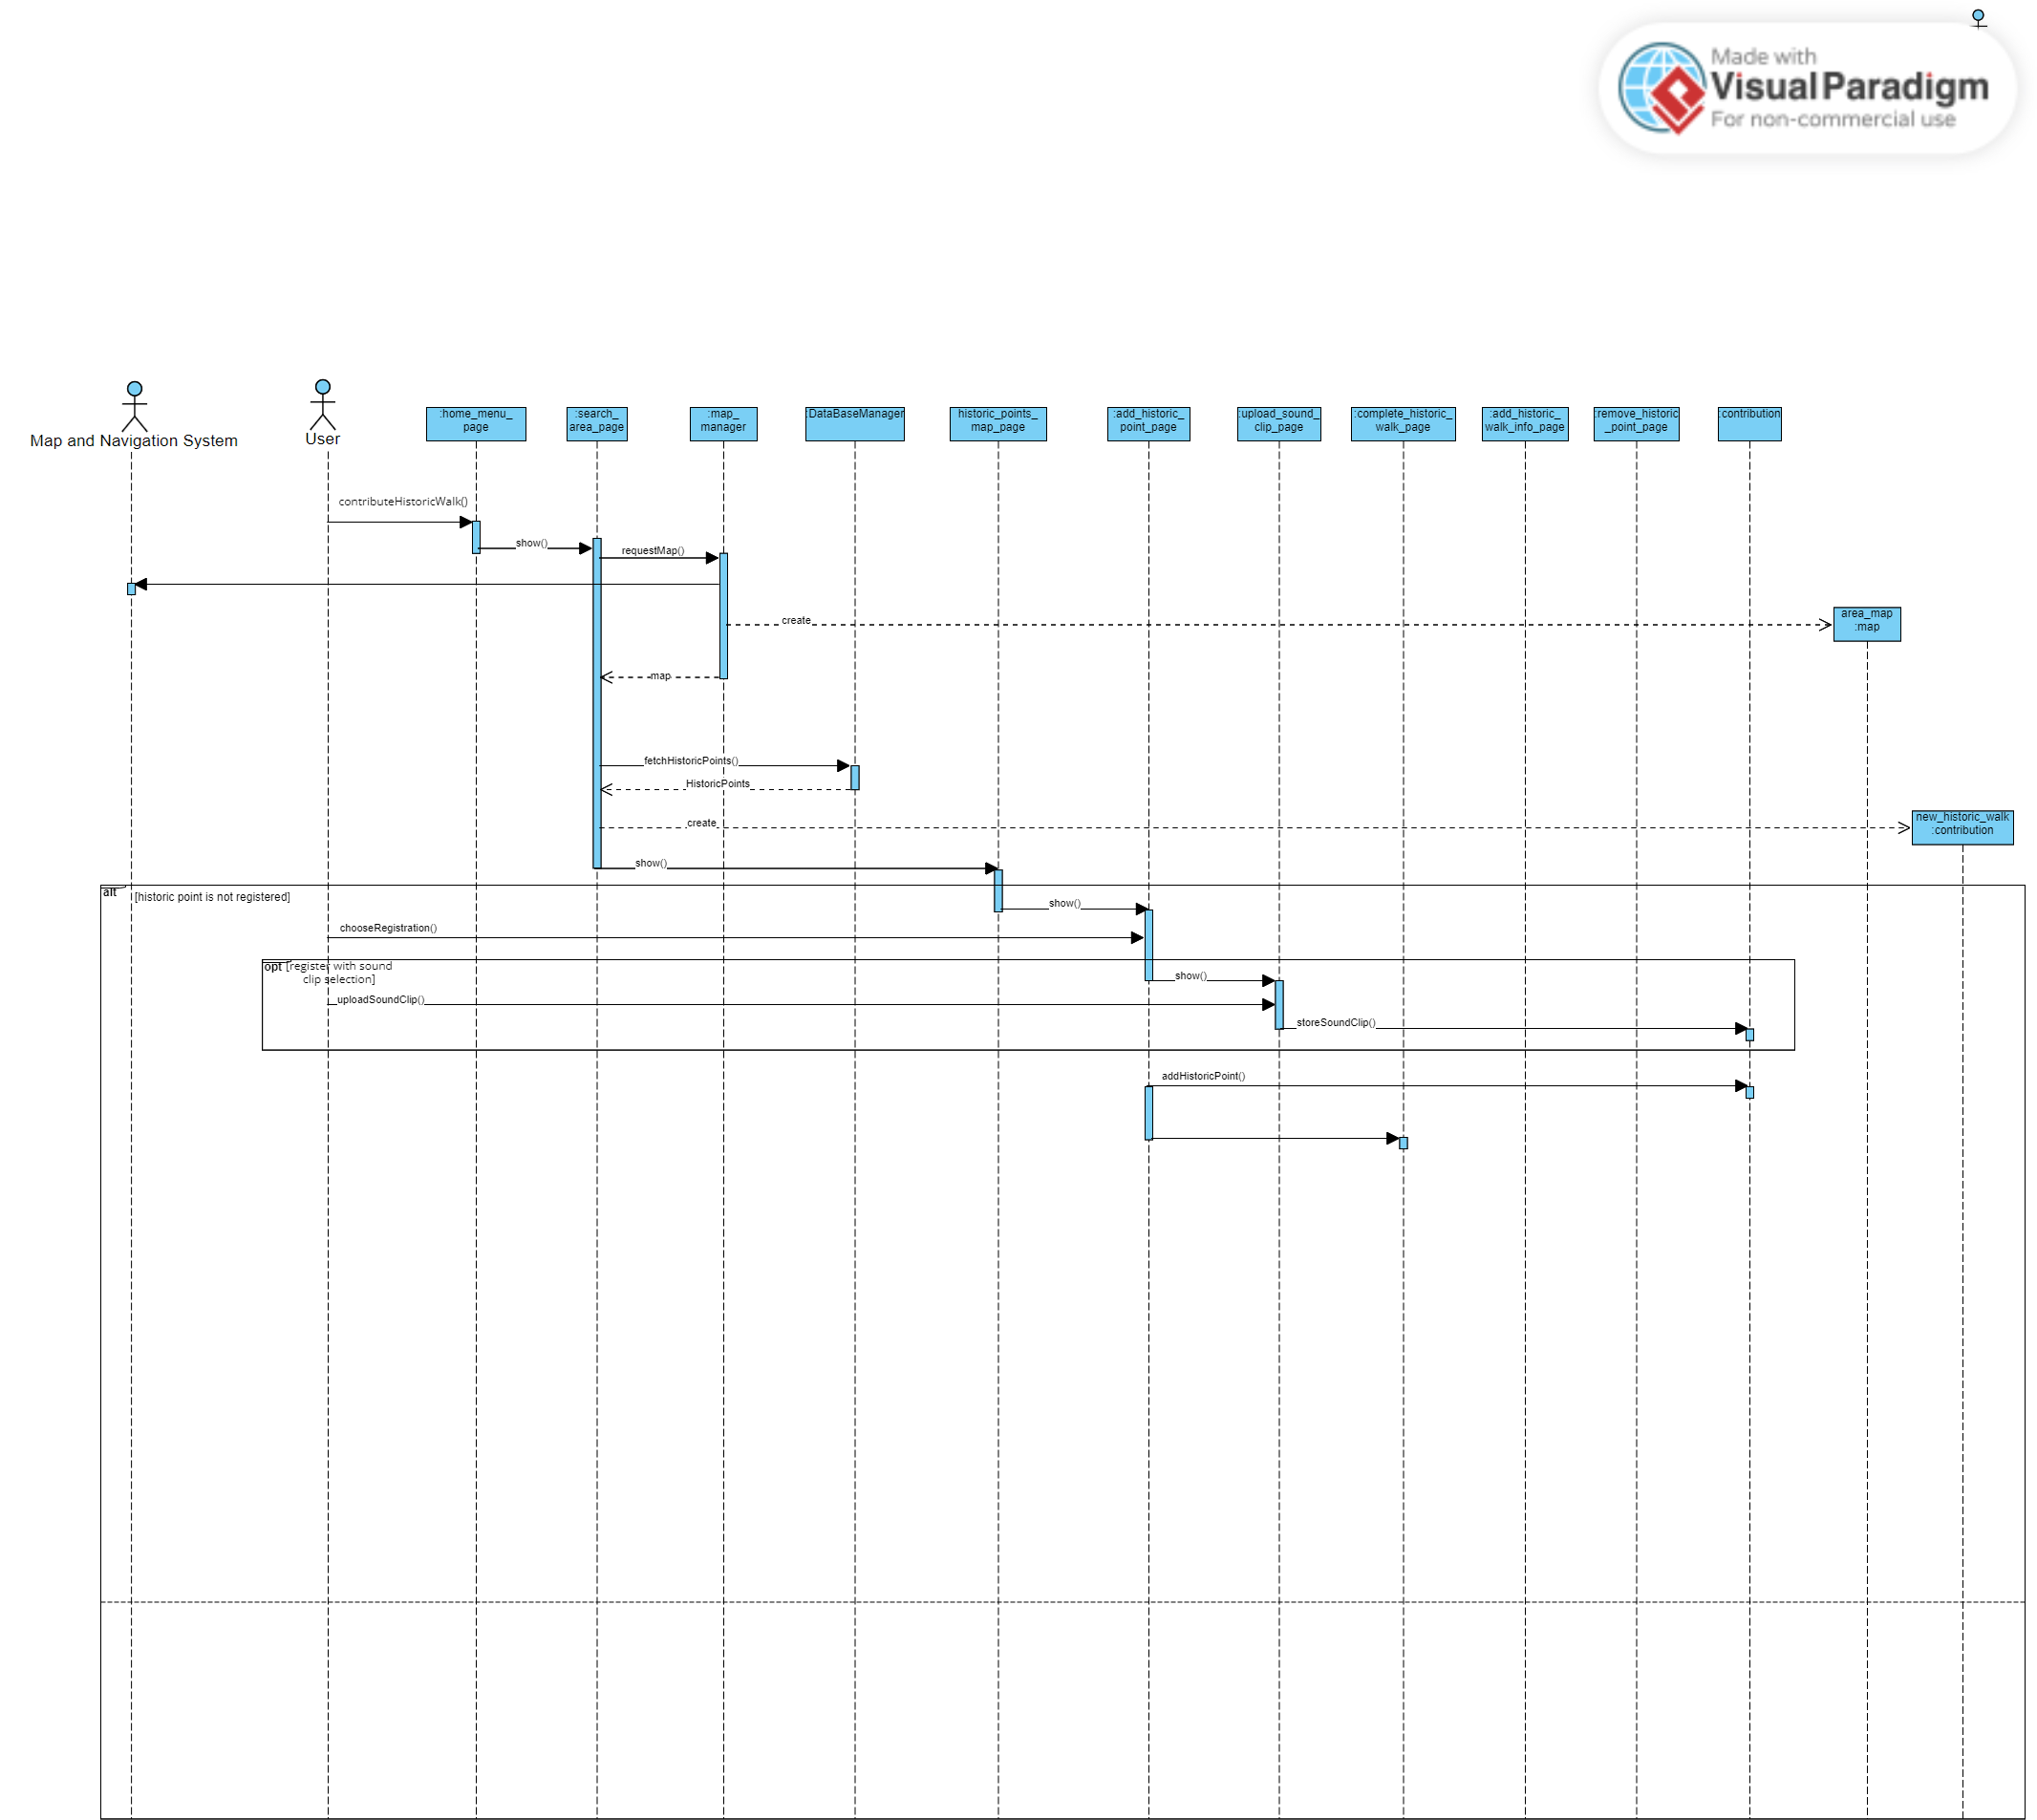 Made with
Visual Paradigm
For non-commercial use
Map and Navigation System
User
:home_menu_
page
:search_
area_page
:map_
manager
:DataBaseManager
historic_points_
map_page
:add_historic_
point_page
:upload_sound_
clip_page
:complete_historic_
walk_page
:add_historic_
walk_info_page
:remove_historic
_point_page
:contribution
contributeHistoricWalk()
show()
requestMap()
create
area_map
:map
map
fetchHistoricPoints()
HistoricPoints
create
new_historic_walk
:contribution
show()
alt
[historic point is not registered]
show()
chooseRegistration()
opt
[register with sound
clip selection]
show()
uploadSoundClip()
storeSoundClip()
addHistoricPoint()